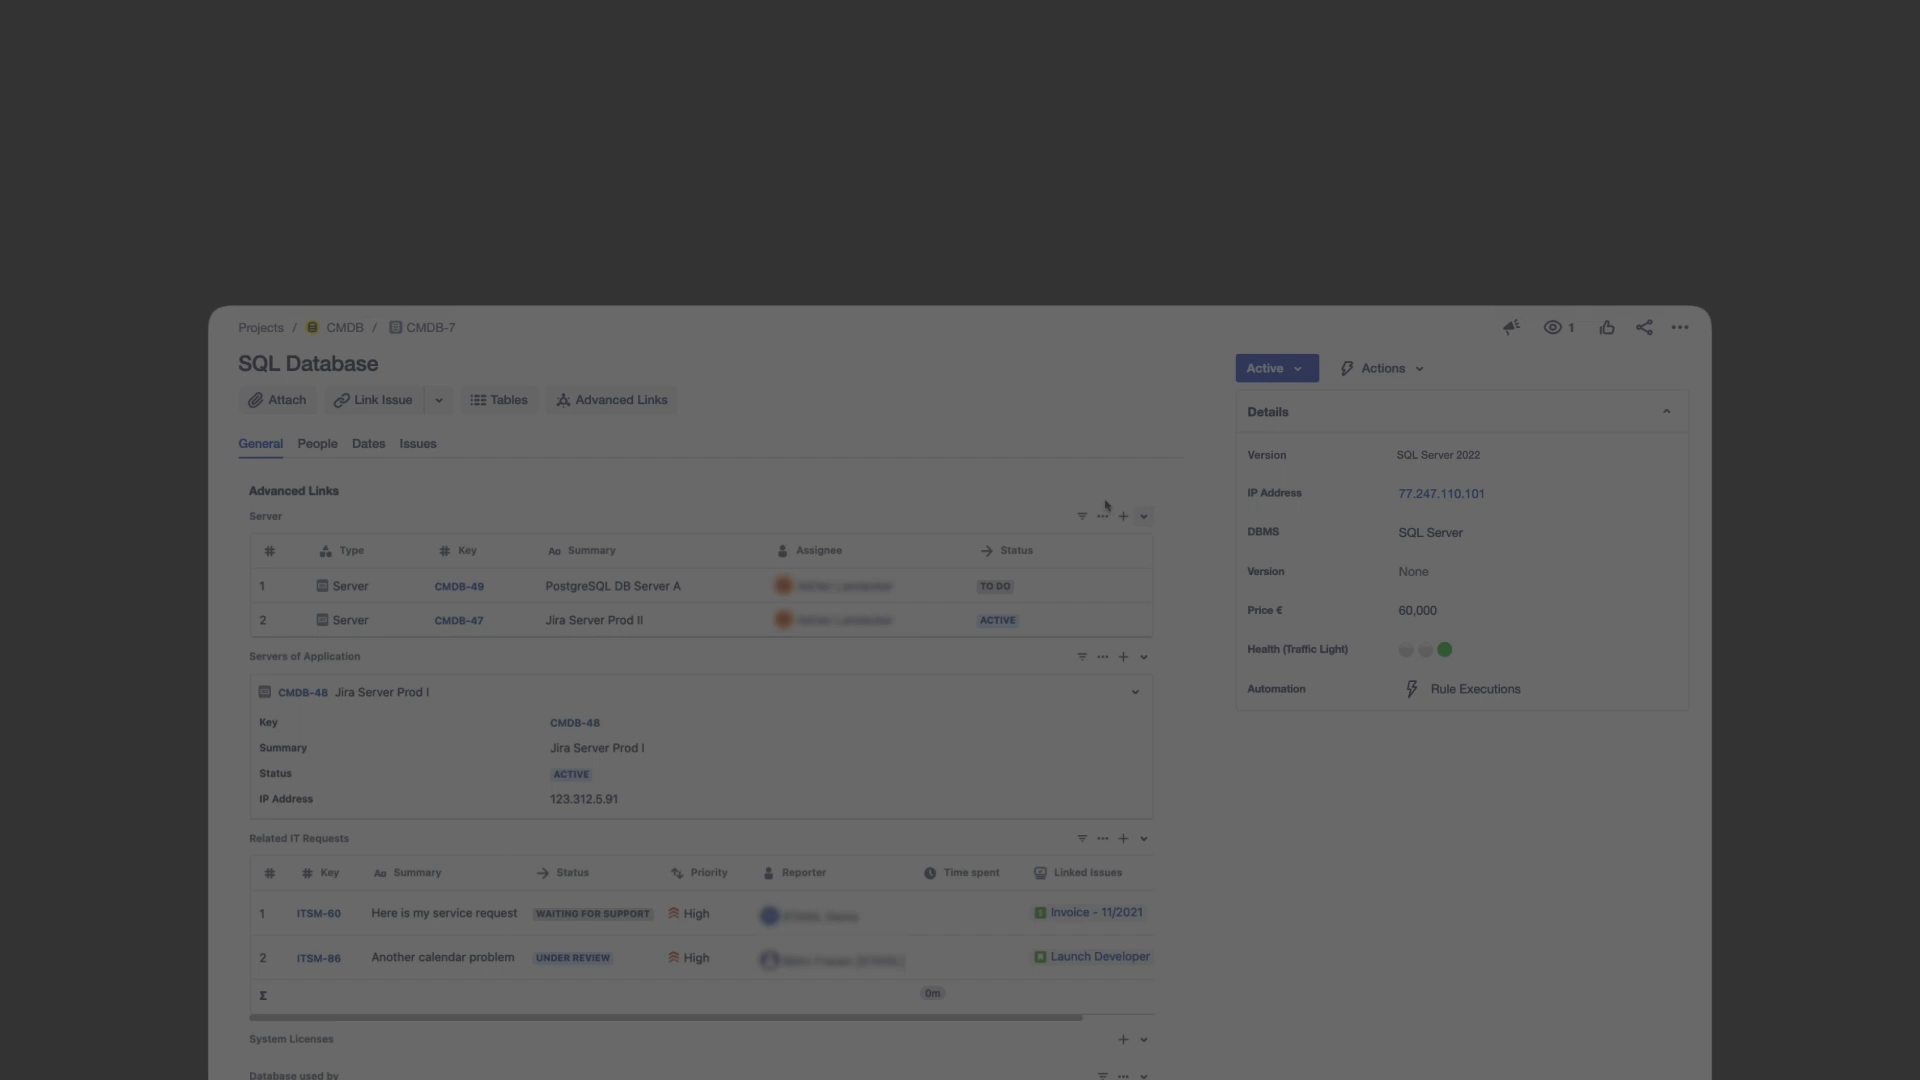 Projects / CMDB / CMDB-7
1
SQL Database
Active
Actions
Attach
Link Issue
Tables
Advanced Links
Details
General People Dates Issues
Version SQL Server 2022
IP Address 77.247.110.101
DBMS SQL Server
Version None
Price € 60,000
Health (Traffic Light)
Automation Rule Executions
Advanced Links
Server
# Type # Key Aa Summary Assignee Status
1 Server CMDB-49 PostgreSQL DB Server A TO DO
2 Server CMDB-47 Jira Server Prod II ACTIVE
Servers of Application
CMDB-48 Jira Server Prod I
Key CMDB-48
Summary Jira Server Prod I
Status ACTIVE
IP Address 123.312.5.91
Related IT Requests
# # Key Aa Summary Status Priority Reporter Time spent Linked Issues
1 ITSM-60 Here is my service request WAITING FOR SUPPORT High Invoice - 11/2021
2 ITSM-86 Another calendar problem UNDER REVIEW High Launch Developer
Σ 0m
System Licenses
Database used by